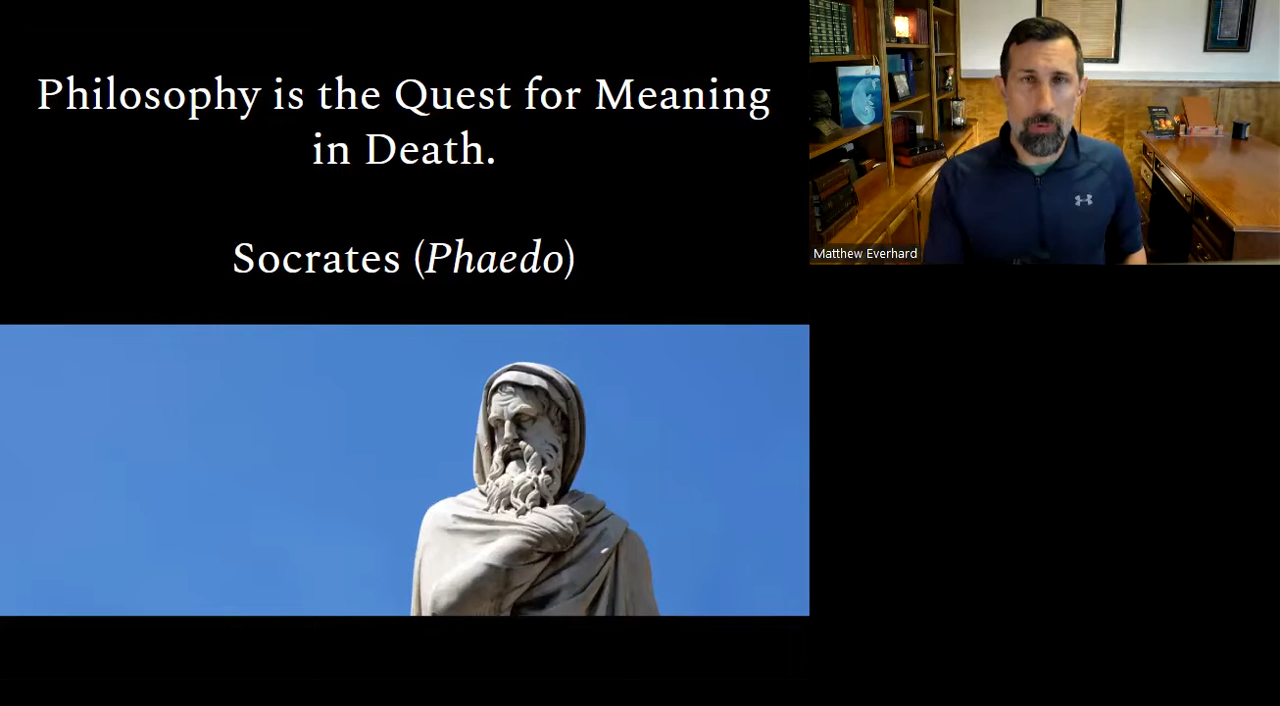 Philosophy is the Quest for Meaning
in Death.
Socrates (Phaedo)
Matthew Everhard